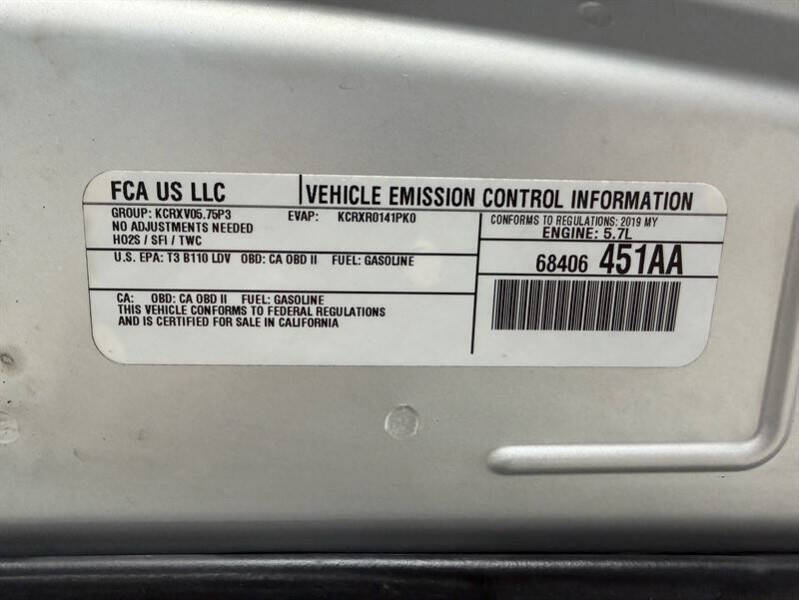 FCA US LLC
VEHICLE EMISSION CONTROL INFORMATION
GROUP: KCRXV05.75P3 EVAP: KCRXR0141PK0
NO ADJUSTMENTS NEEDED
HO2S / SFI / TWC
CONFORMS TO REGULATIONS: 2019 MY
ENGINE: 5.7L
U.S. EPA: T3 B110 LDV OBD: CA OBD II FUEL: GASOLINE
68406 451AA
CA: OBD: CA OBD II FUEL: GASOLINE
THIS VEHICLE CONFORMS TO FEDERAL REGULATIONS
AND IS CERTIFIED FOR SALE IN CALIFORNIA